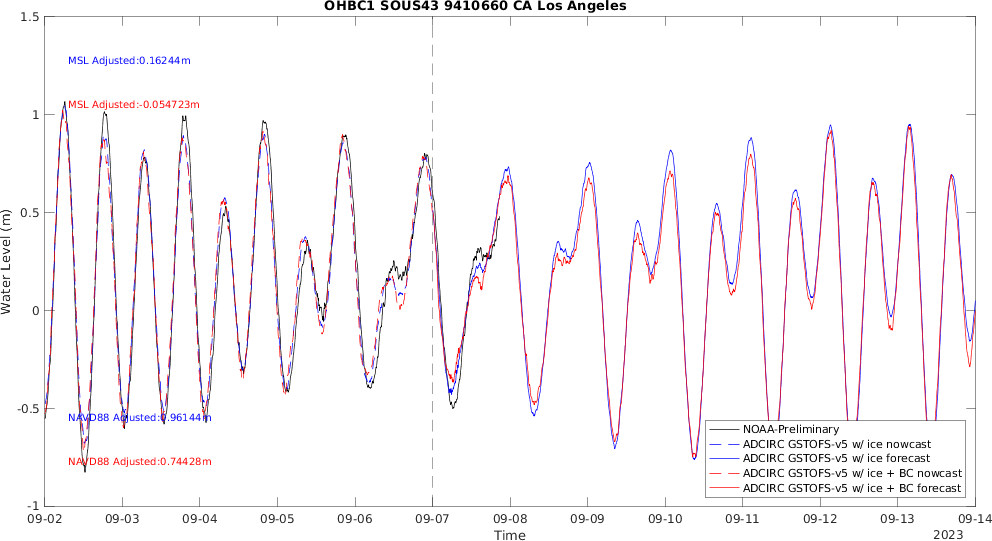 OHBC1 SOUS43 9410660 CA Los Angeles
1.5
1
0.5
0
-0.5
-1
Water Level (m)
MSL Adjusted:0.16244m
MSL Adjusted:-0.054723m
NAVD88 Adjusted:0.96144m
NAVD88 Adjusted:0.74428m
NOAA-Preliminary
ADCIRC GSTOFS-v5 w/ ice nowcast
ADCIRC GSTOFS-v5 w/ ice forecast
ADCIRC GSTOFS-v5 w/ ice + BC nowcast
ADCIRC GSTOFS-v5 w/ ice + BC forecast
09-02 09-03 09-04 09-05 09-06 09-07 09-08 09-09 09-10 09-11 09-12 09-13 09-14
Time
2023